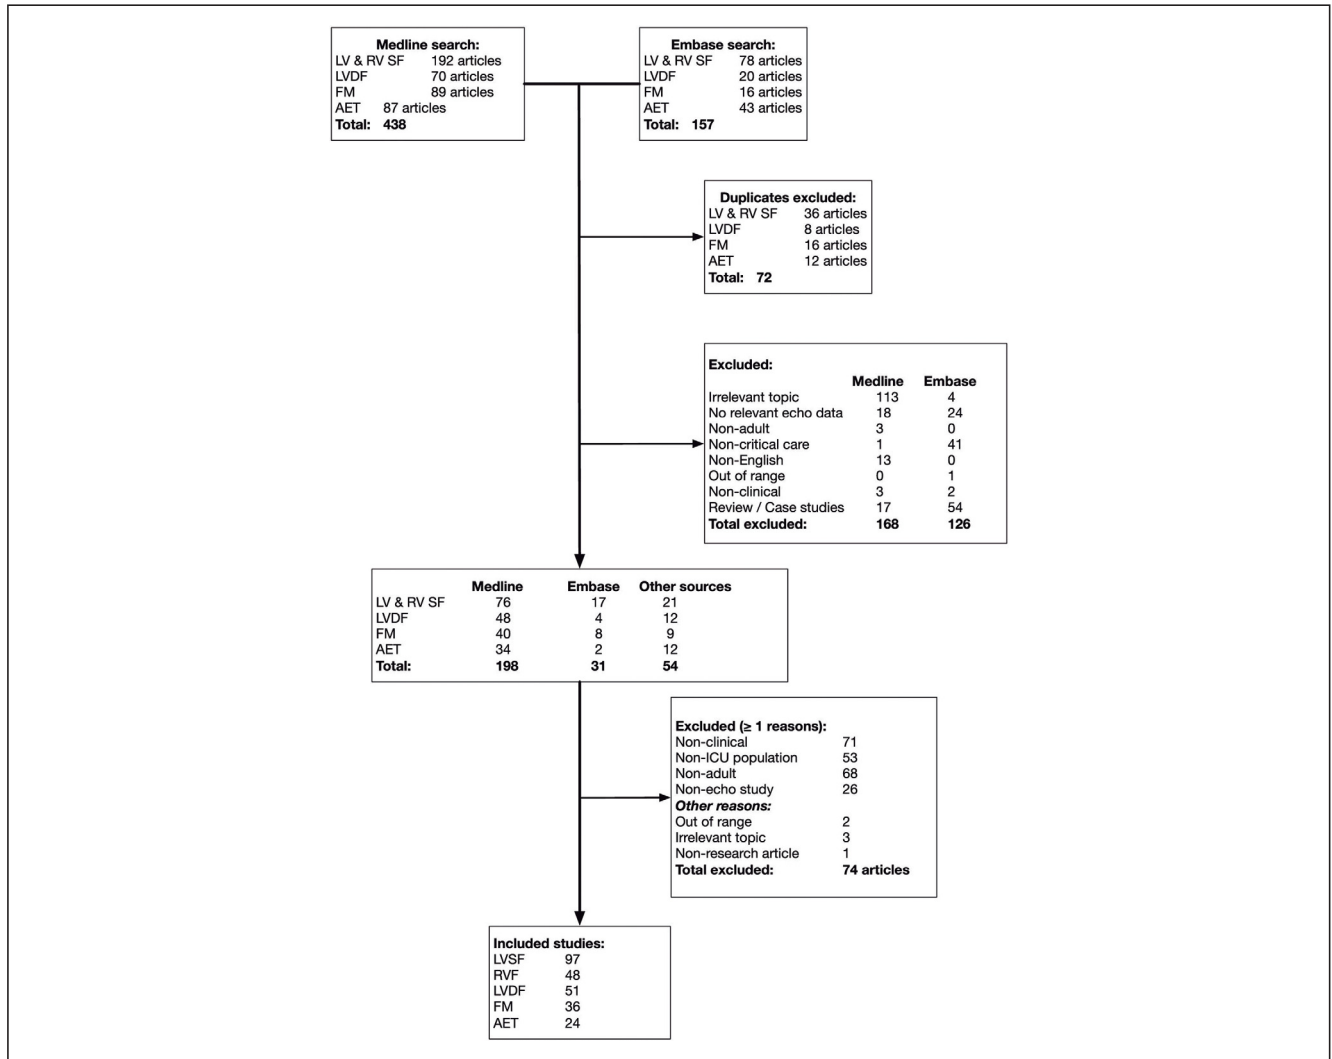 Medline search:
LV & RV SF 192 articles
LVDF 70 articles
FM 89 articles
AET 87 articles
Total: 438
Embase search:
LV & RV SF 78 articles
LVDF 20 articles
FM 16 articles
AET 43 articles
Total: 157
Duplicates excluded:
LV & RV SF 36 articles
LVDF 8 articles
FM 16 articles
AET 12 articles
Total: 72
Excluded:
Medline Embase
Irrelevant topic 113 4
No relevant echo data 18 24
Non-adult 3 0
Non-critical care 1 41
Non-English 13 0
Out of range 0 1
Non-clinical 3 2
Review / Case studies 17 54
Total excluded: 168 126
Medline Embase Other sources
LV & RV SF 76 17 21
LVDF 48 4 12
FM 40 8 9
AET 34 2 12
Total: 198 31 54
Excluded (≥ 1 reasons):
Non-clinical 71
Non-ICU population 53
Non-adult 68
Non-echo study 26
Other reasons:
Out of range 2
Irrelevant topic 3
Non-research article 1
Total excluded: 74 articles
Included studies:
LVSF 97
RVF 48
LVDF 51
FM 36
AET 24